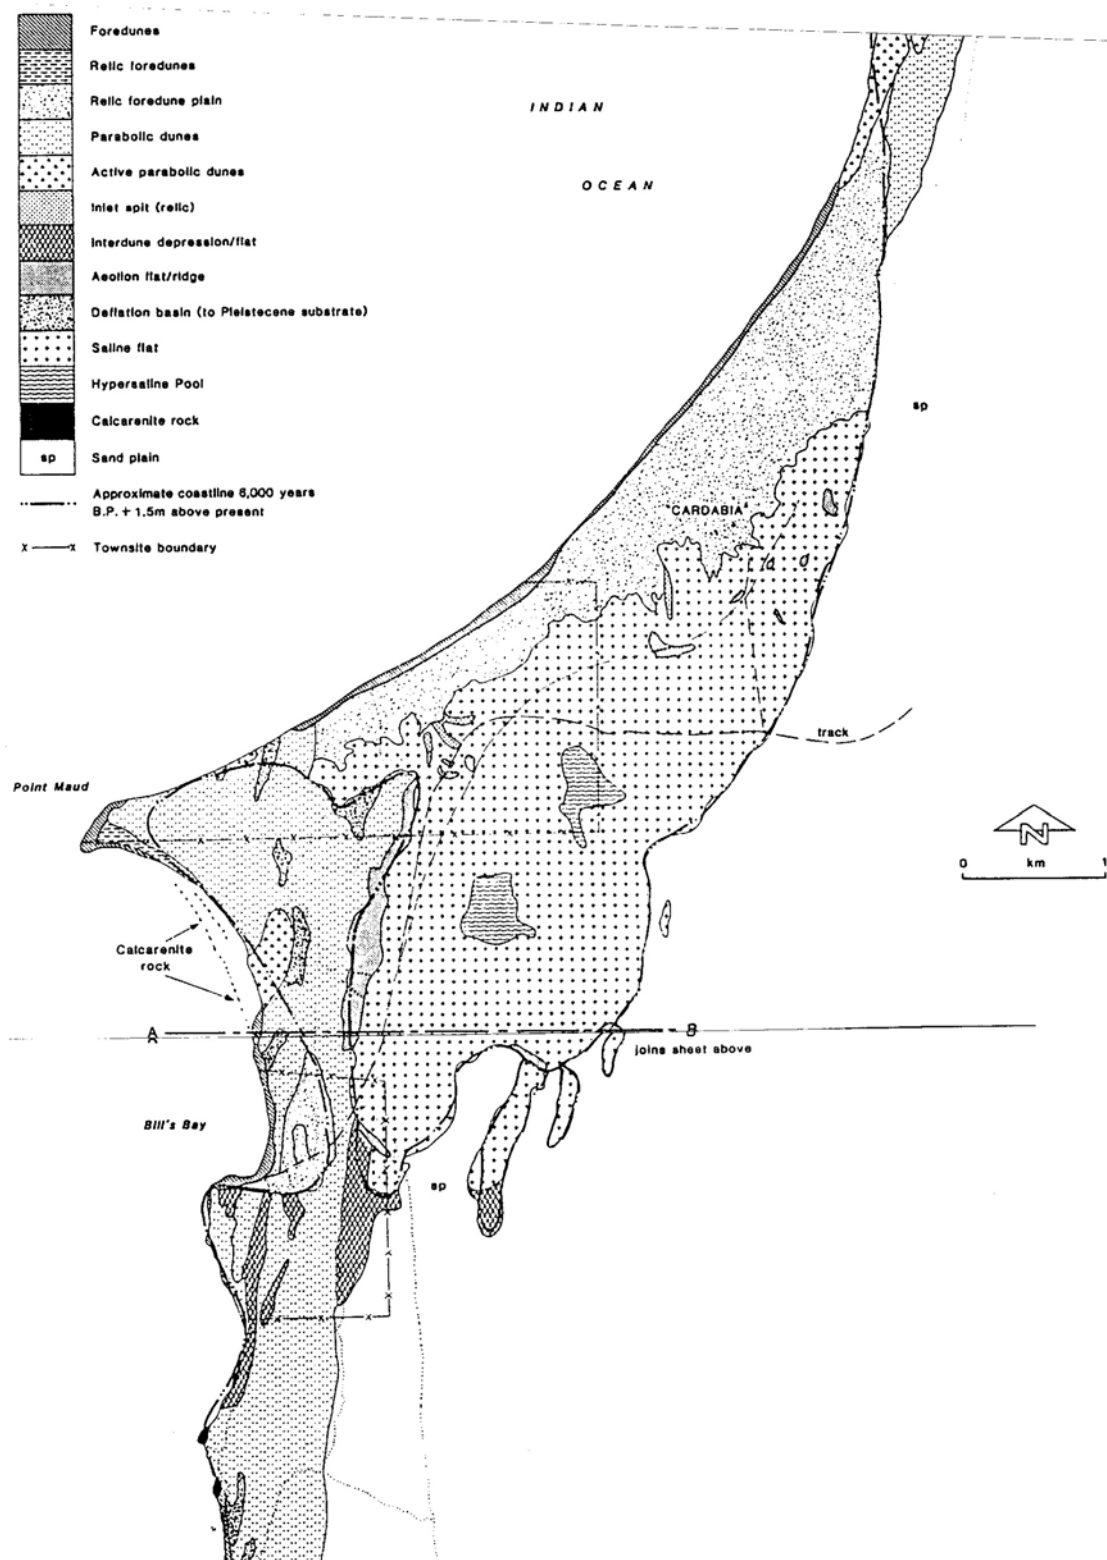 Foredunes
Relic foredunes
Relic foredune plain
Parabolic dunes
Active parabolic dunes
Inlet spit (relic)
Interdune depression/flat
Aeolion flat/ridge
Deflation basin (to Pleistecene substrate)
Saline flat
Hypersaline Pool
Calcarenite rock
sp Sand plain
Approximate coastline 6,000 years
B.P. + 1.5m above present
x x Townsite boundary
INDIAN
OCEAN
sp
"CARDABIA"
track
Point Maud
N
0 km 1
Calcarenite
rock
A B
joins sheet above
Bill's Bay
sp